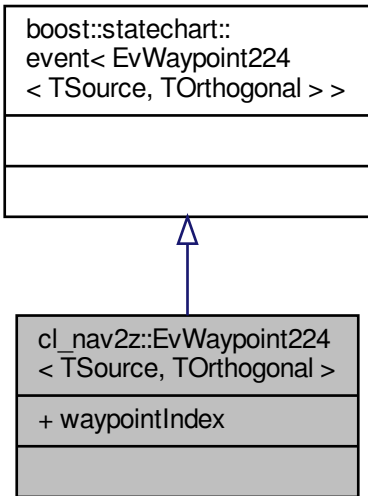 boost::statechart::
event< EvWaypoint224
< TSource, TOrthogonal > >
cl_nav2z::EvWaypoint224
< TSource, TOrthogonal >
+ waypointIndex